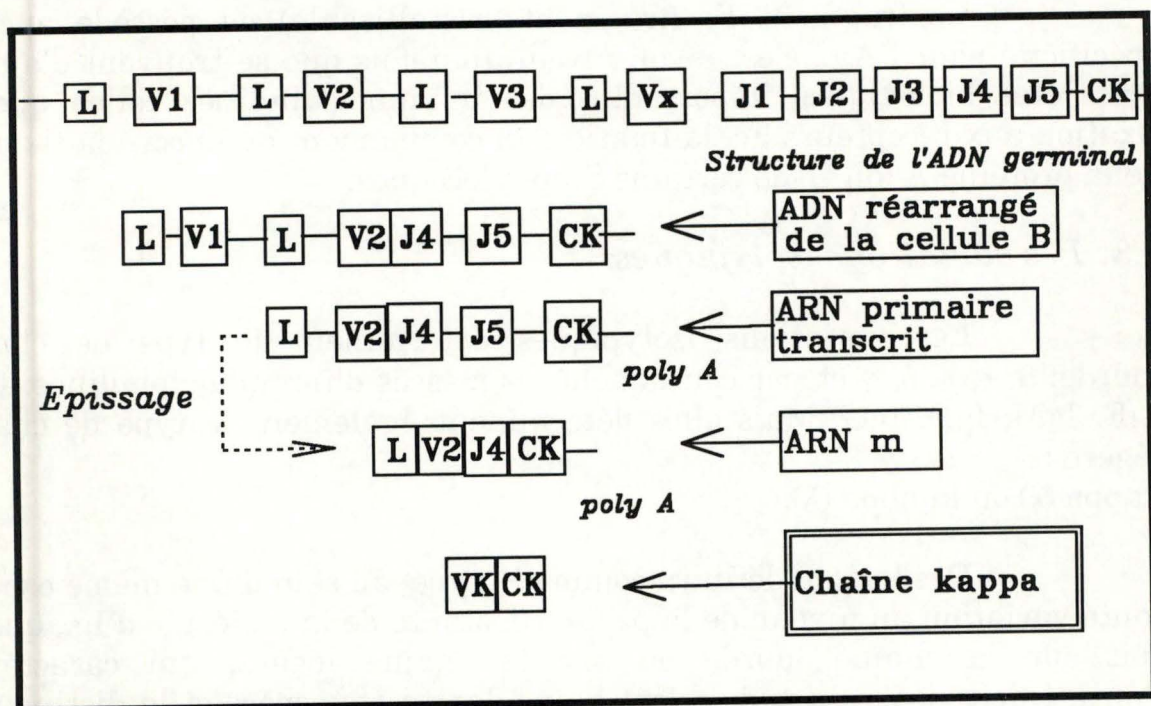 L V1 L V2 L V3 L Vx J1 J2 J3 J4 J5 CK
Structure de l'ADN germinal
L V1 L V2 J4 J5 CK
ADN réarrangé
de la cellule B
L V2 J4 J5 CK
ARN primaire
transcrit
poly A
Epissage
L V2 J4 CK
ARN m
poly A
VK CK
Chaîne kappa